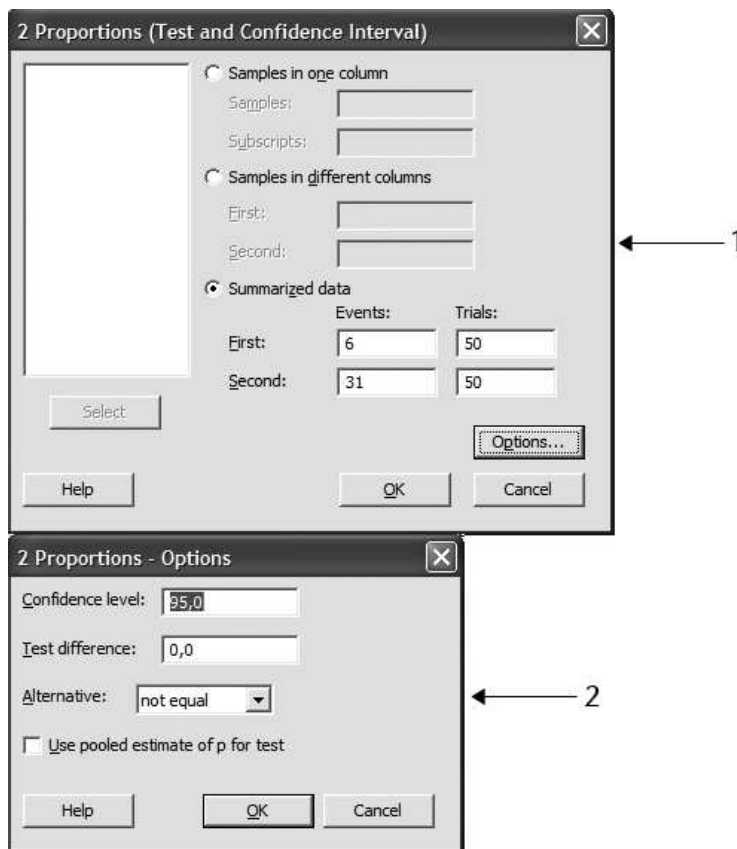 2 Proportions (Test and Confidence Interval)
Samples in one column
Samples:
Subscripts:
Samples in different columns
First:
Second:
1
Summarized data
Events: Trials:
First: 6 50
Second: 31 50
Select
Options...
Help OK Cancel
2 Proportions - Options
Confidence level: 95,0
Test difference: 0,0
Alternative: not equal
2
Use pooled estimate of p for test
Help OK Cancel